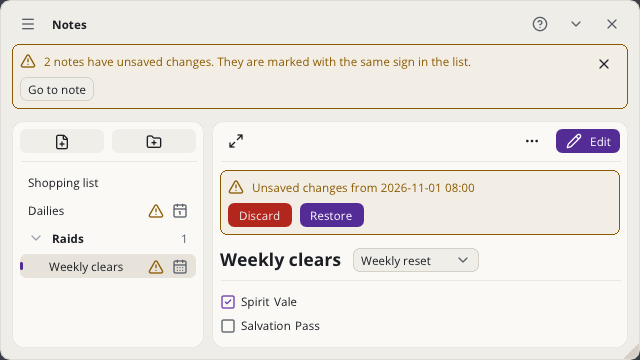 Notes
2 notes have unsaved changes. They are marked with the same sign in the list.
Go to note
Edit
Shopping list
Dailies
Raids 1
Weekly clears
Unsaved changes from 2026-11-01 08:00
Discard Restore
Weekly clears Weekly reset
Spirit Vale
Salvation Pass